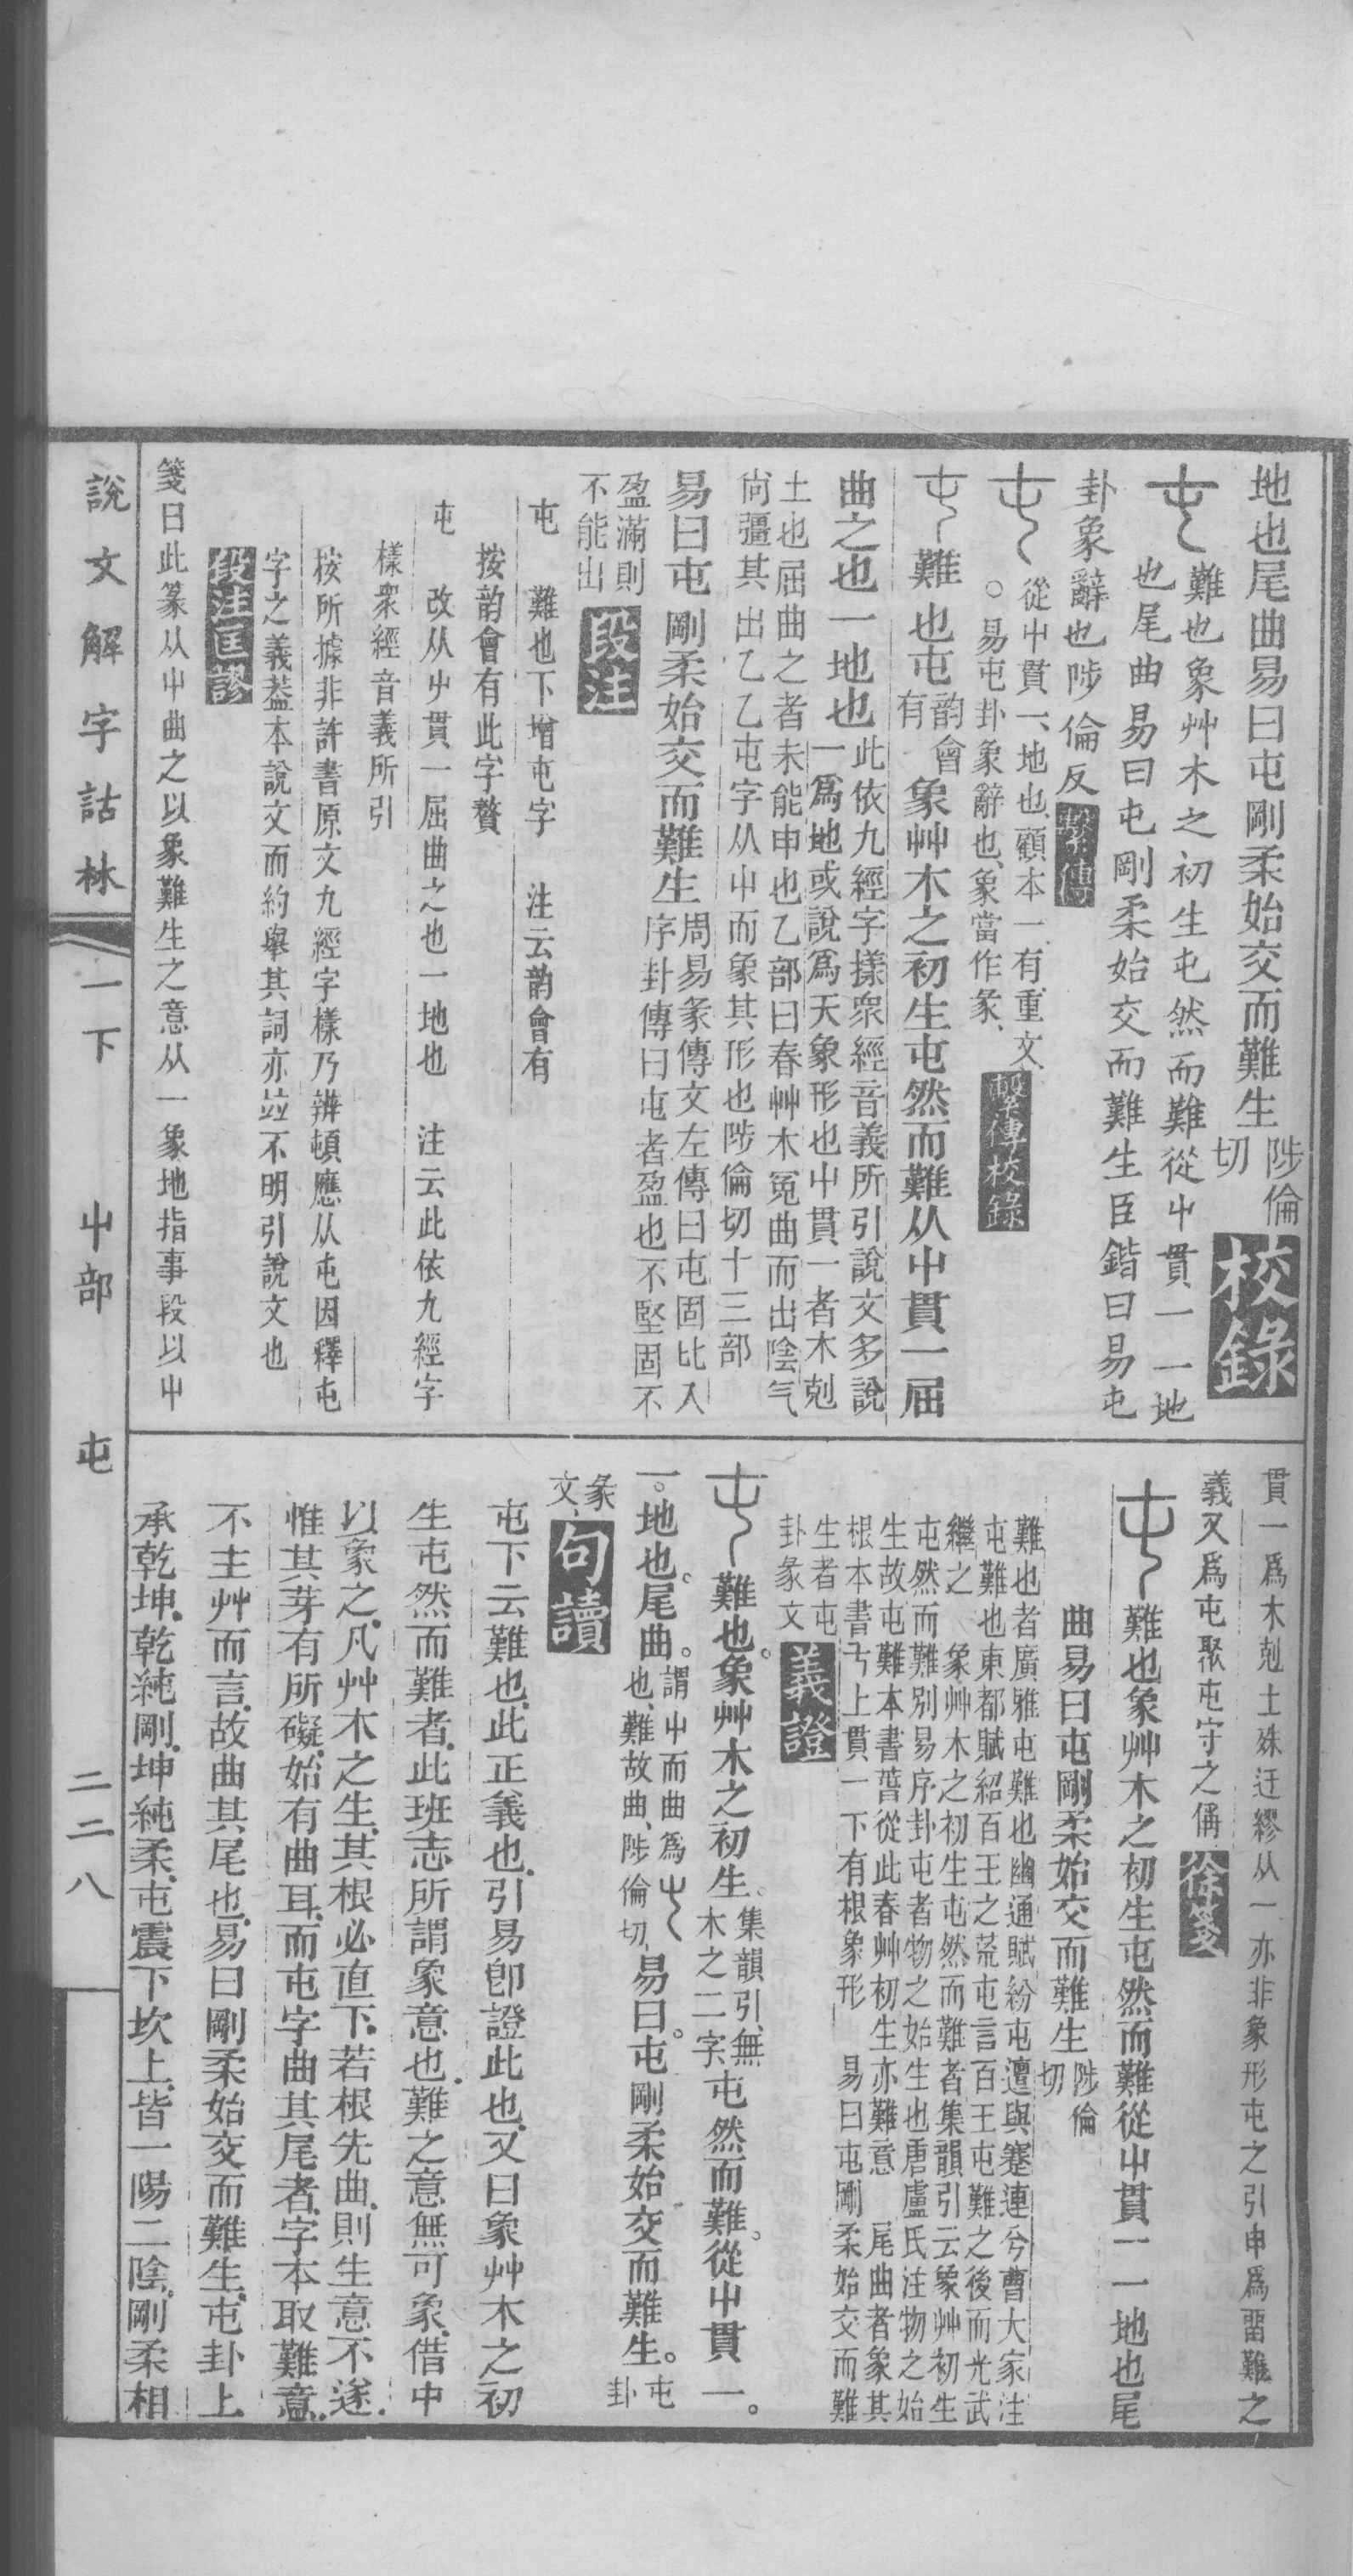 地也尾曲易曰屯剛柔始交而難生陟倫切
校錄
難也象艸木之初生屯然而難從屮貫一一地
也尾曲易曰屯剛柔始交而難生臣鍇曰易屯
卦象辭也陟倫反
繫傳
從屮貫一、地也、顧本一、有重文、
○易屯卦象辭也、象當作彖、
繫傳校錄
難也屯韵會有象艸木之初生屯然而難从屮貫一屈
曲之也一地也此依九經字㨾衆經音義所引說文多說
一爲地或說爲天象形也屮貫一者木剋
土也屈曲之者未能申也乙部曰春艸木冤曲而出陰气
尙彊其出乙乙屯字从屮而象其形也陟倫切十三部
易曰屯剛柔始交而難生周易彖傳文左傳曰屯固比入
序卦傳曰屯者盈也不堅固不
盈滿則
不能出
段注
屯　難也下增屯字　注云韵會有
按韵會有此字贅
屯　改从屮貫一屈曲之也一地也　注云此依九經字
樣衆經音義所引
桉所據非許書原文九經字樣乃辨頓應从屯因釋屯
字之義葢本說文而約舉其詞亦竝不明引說文也
段注匡謬
箋曰此篆从屮曲之以象難生之意从一象地指事段以屮
貫一爲木剋土殊迂繆从一亦非象形屯之引申爲畱難之
義又爲屯聚屯守之偁
徐箋
難也象艸木之初生屯然而難從屮貫一一地也尾
曲易曰屯剛柔始交而難生陟倫切
難也者廣雅屯難也幽通賦紛屯邅與蹇連兮曹大家注
屯難也東都賦紹百王之荒屯言百王屯難之後而光武
繼之　象艸木之初生屯然而難者集韻引云象艸初生
屯然而難別易序卦屯者物之始生也唐盧氏注物之始
生故屯難本書萅從此春艸初生亦難意　尾曲者象其
根本書丂上貫一下有根象形　易曰屯剛柔始交而難
生者屯
卦彖文
義證
難也。象艸木之初生。集韻引、無木之二字、屯然而難。從屮貫一。
一。地也。尾曲。謂屮而曲爲也、難故曲、陟倫切、易曰。屯剛柔始交而難生。屯卦
彖文、
句讀
屯下云難也、此正義也、引易卽證此也、又曰象艸木之初
生屯然而難、者、此班志所謂象意也、難之意無可象、借屮
以象之、凡艸木之生、其根必直下、若根先曲、則生意不遂、
惟其芽有所礙、始有曲耳、而屯字曲其尾者、字本取難意、
不主艸而言、故曲其尾也、易曰剛柔始交而難生、屯卦上
承乾坤、乾純剛、坤純柔、屯震下坎上、皆一陽二陰、剛柔相
說文解字詁林　一下　屮部　屯　二二八